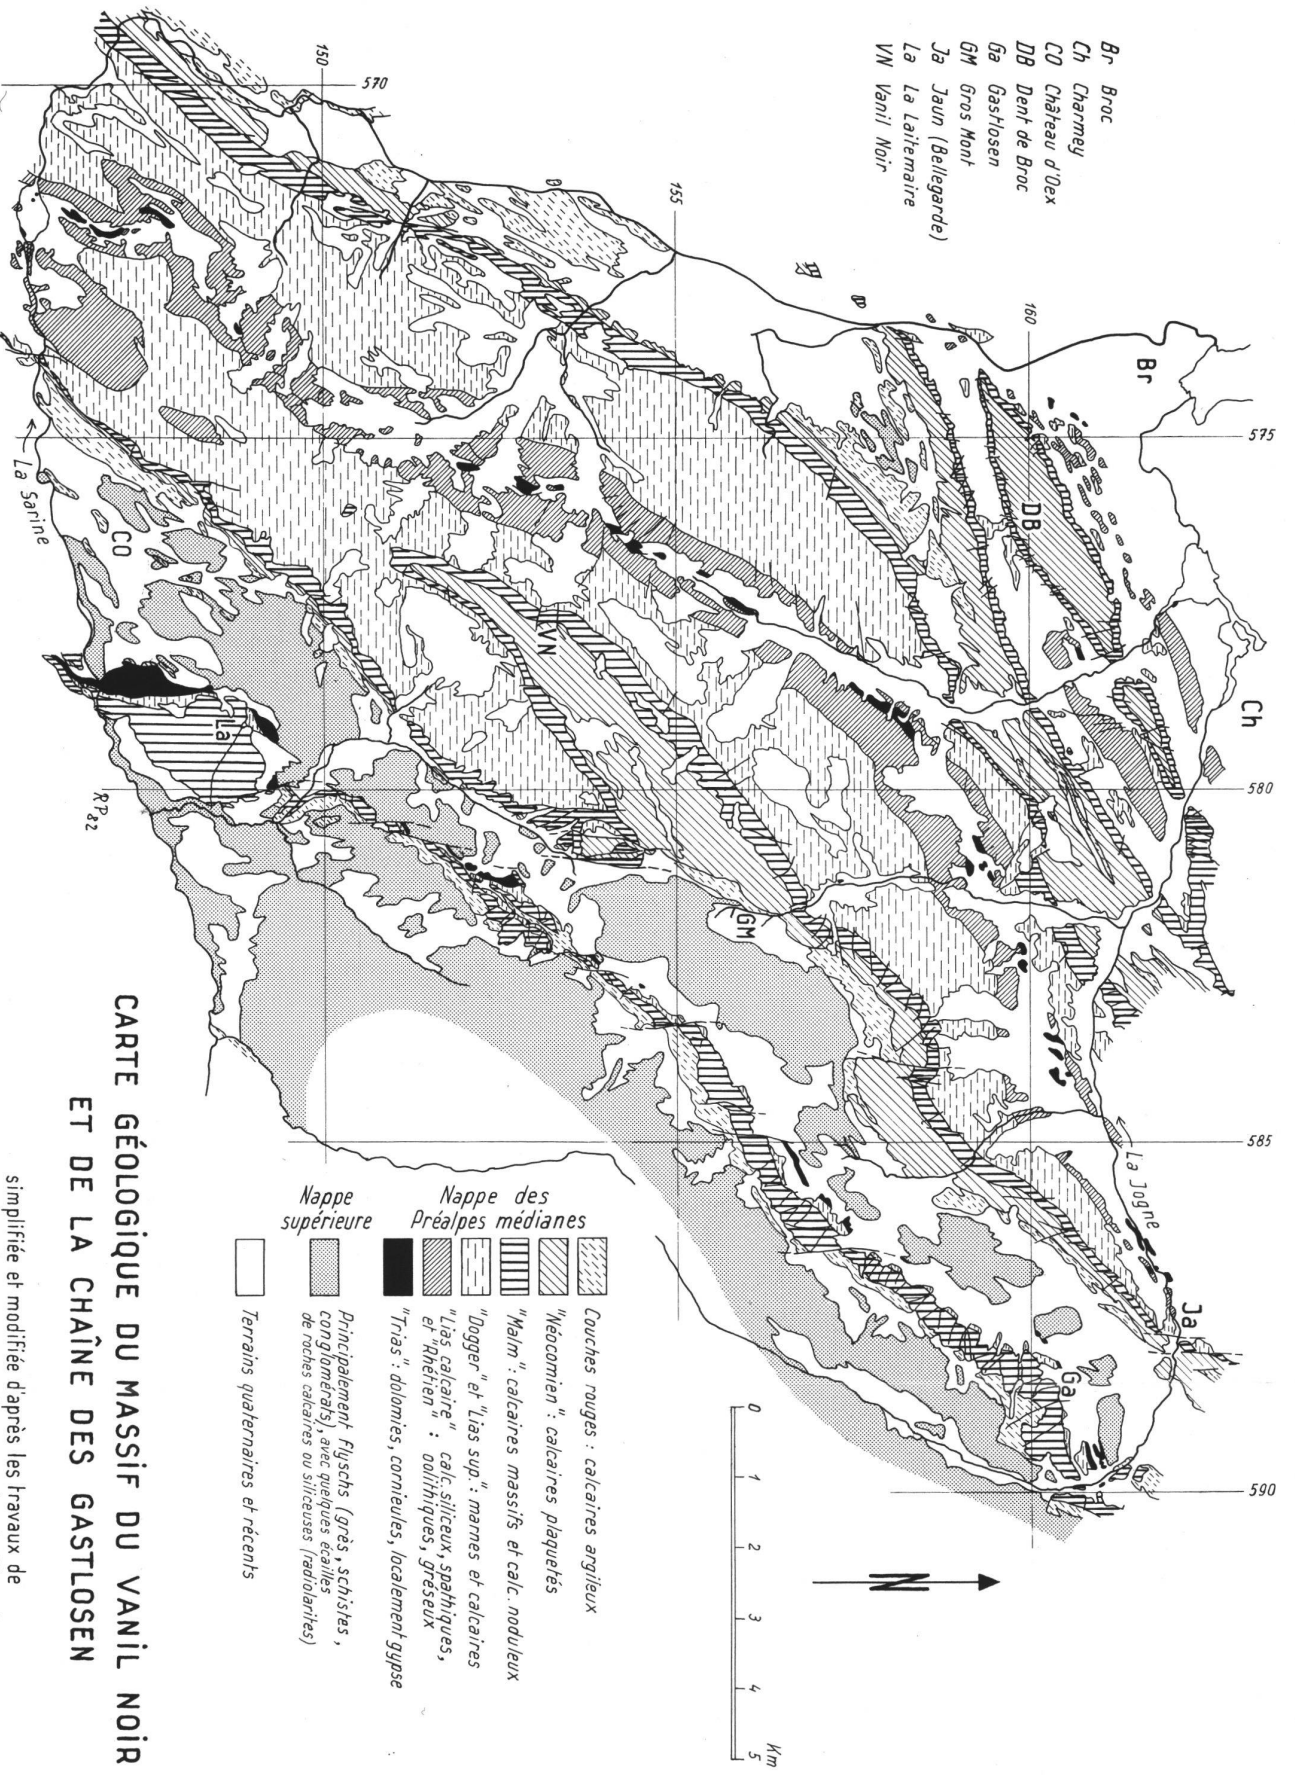 Br Broc
Ch Charmey
CO Château d'Oex
DB Dent de Broc
Ga Gastlosen
GM Gros Mont
Ja Jaun (Bellegarde)
La La Laitemaire
VN Vanil Noir
570
575
580
585
590
150
155
160
Br
Ch
DB
VN
CO
La
GM
Ga
Ja
La Sarine
La Jogne
RP82
0 1 2 3 4 5 Km
N
Nappe des
Préalpes médianes
Couches rouges : calcaires argileux
"Néocomien" : calcaires plaquetés
"Malm" : calcaires massifs et calc. noduleux
"Dogger" et "Lias sup." : marnes et calcaires
"Lias calcaire" calc. siliceux, spathiques,
et "Rhétien" : oolithiques, gréseux
"Trias" : dolomies, cornieules, localement gypse
Nappe
supérieure
Principalement flyschs (grès, schistes,
conglomérats), avec quelques écailles
de roches calcaires ou siliceuses (radiolarites)
Terrains quaternaires et récents
CARTE GÉOLOGIQUE DU MASSIF DU VANIL NOIR
ET DE LA CHAÎNE DES GASTLOSEN
simplifiée et modifiée d'après les travaux de